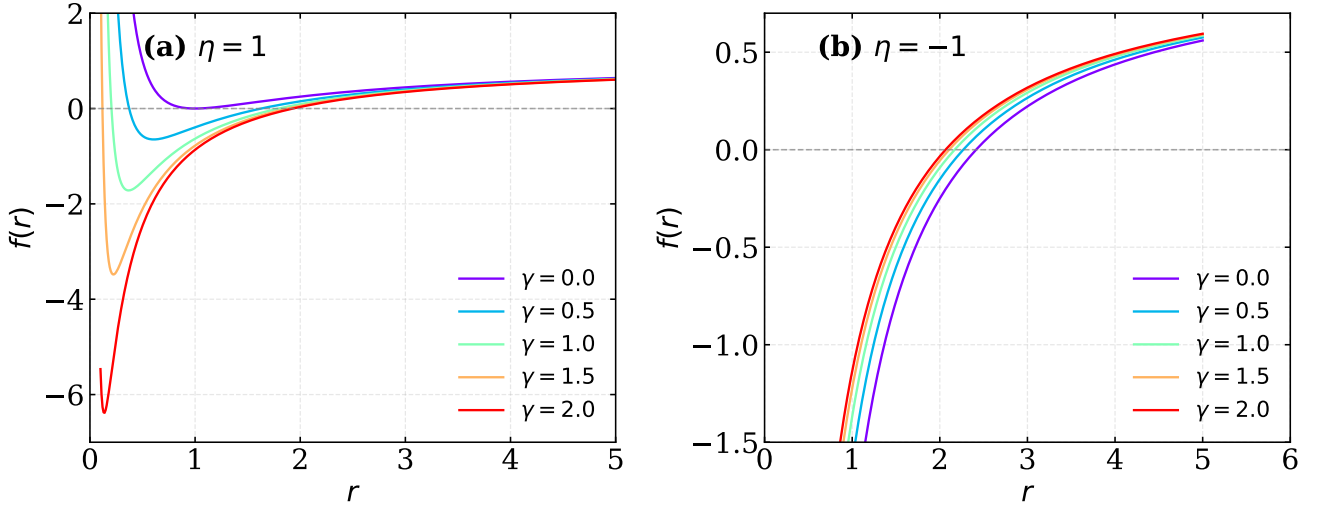 (a) η = 1
f(r)
2
0
−2
−4
−6
γ = 0.0
γ = 0.5
γ = 1.0
γ = 1.5
γ = 2.0
0 1 2 3 4 5
r
(b) η = −1
f(r)
0.5
0.0
−0.5
−1.0
−1.5
γ = 0.0
γ = 0.5
γ = 1.0
γ = 1.5
γ = 2.0
0 1 2 3 4 5 6
r